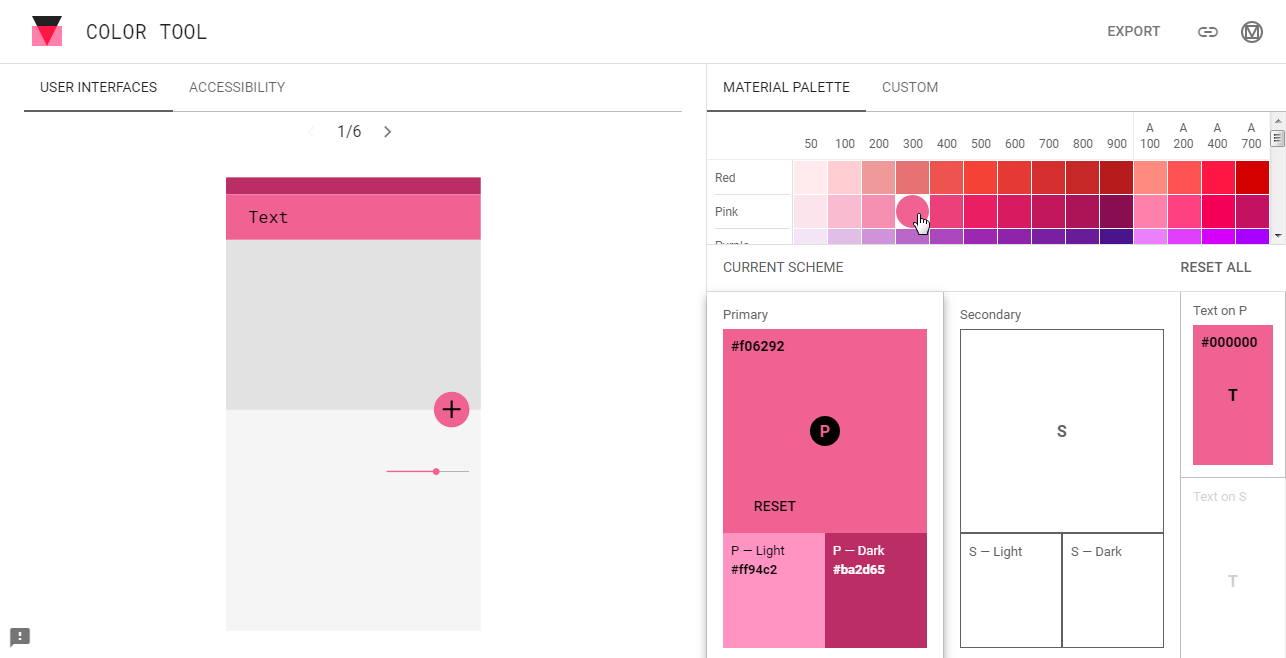 COLOR TOOL
EXPORT
USER INTERFACES ACCESSIBILITY
1/6
Text
MATERIAL PALETTE CUSTOM
50 100 200 300 400 500 600 700 800 900 A 100 A 200 A 400 A 700
Red
Pink
Purple
CURRENT SCHEME RESET ALL
Primary
#f06292
P
RESET
P — Light
#ff94c2
P — Dark
#ba2d65
Secondary
S
S — Light
S — Dark
Text on P
#000000
T
Text on S
T